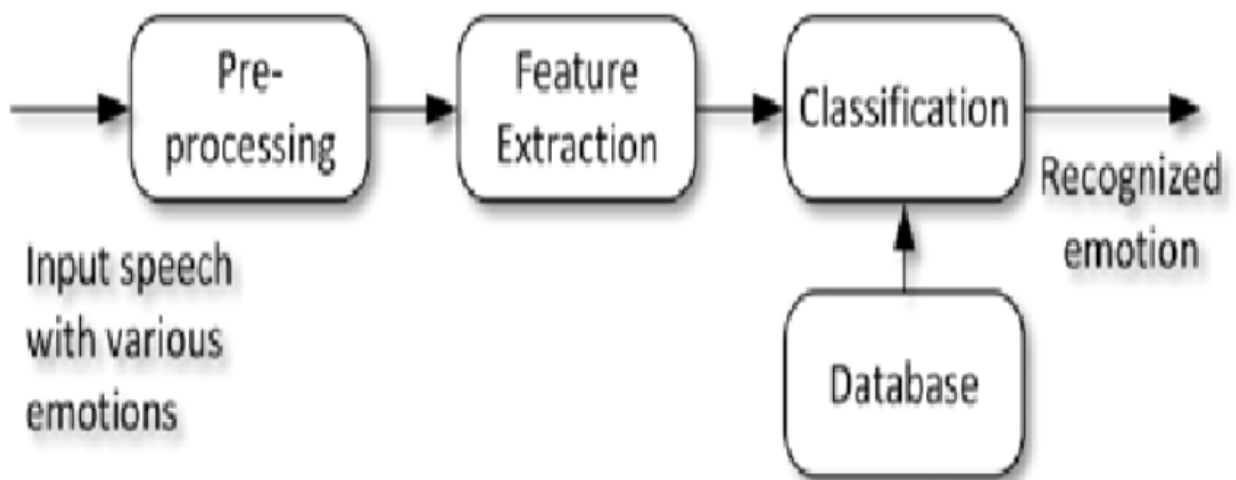 Pre-
processing
Feature
Extraction
Classification
Recognized
emotion
Input speech
with various
emotions
Database